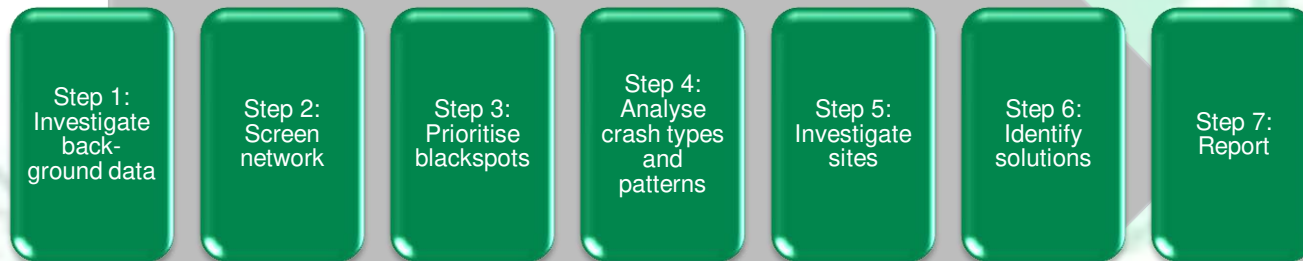 Step 1:
Investigate
back-
ground data
Step 2:
Screen
network
Step 3:
Prioritise
blackspots
Step 4:
Analyse
crash types
and
patterns
Step 5:
Investigate
sites
Step 6:
Identify
solutions
Step 7:
Report